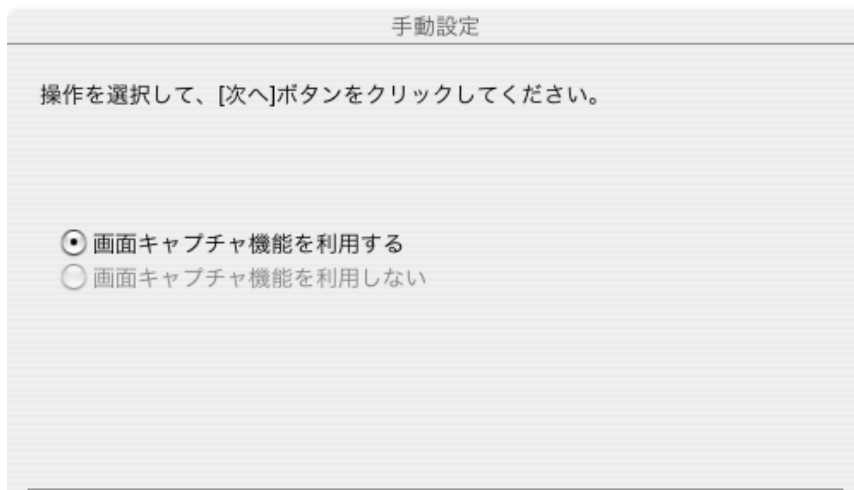 手動設定
操作を選択して、[次へ]ボタンをクリックしてください。
画面キャプチャ機能を利用する
画面キャプチャ機能を利用しない